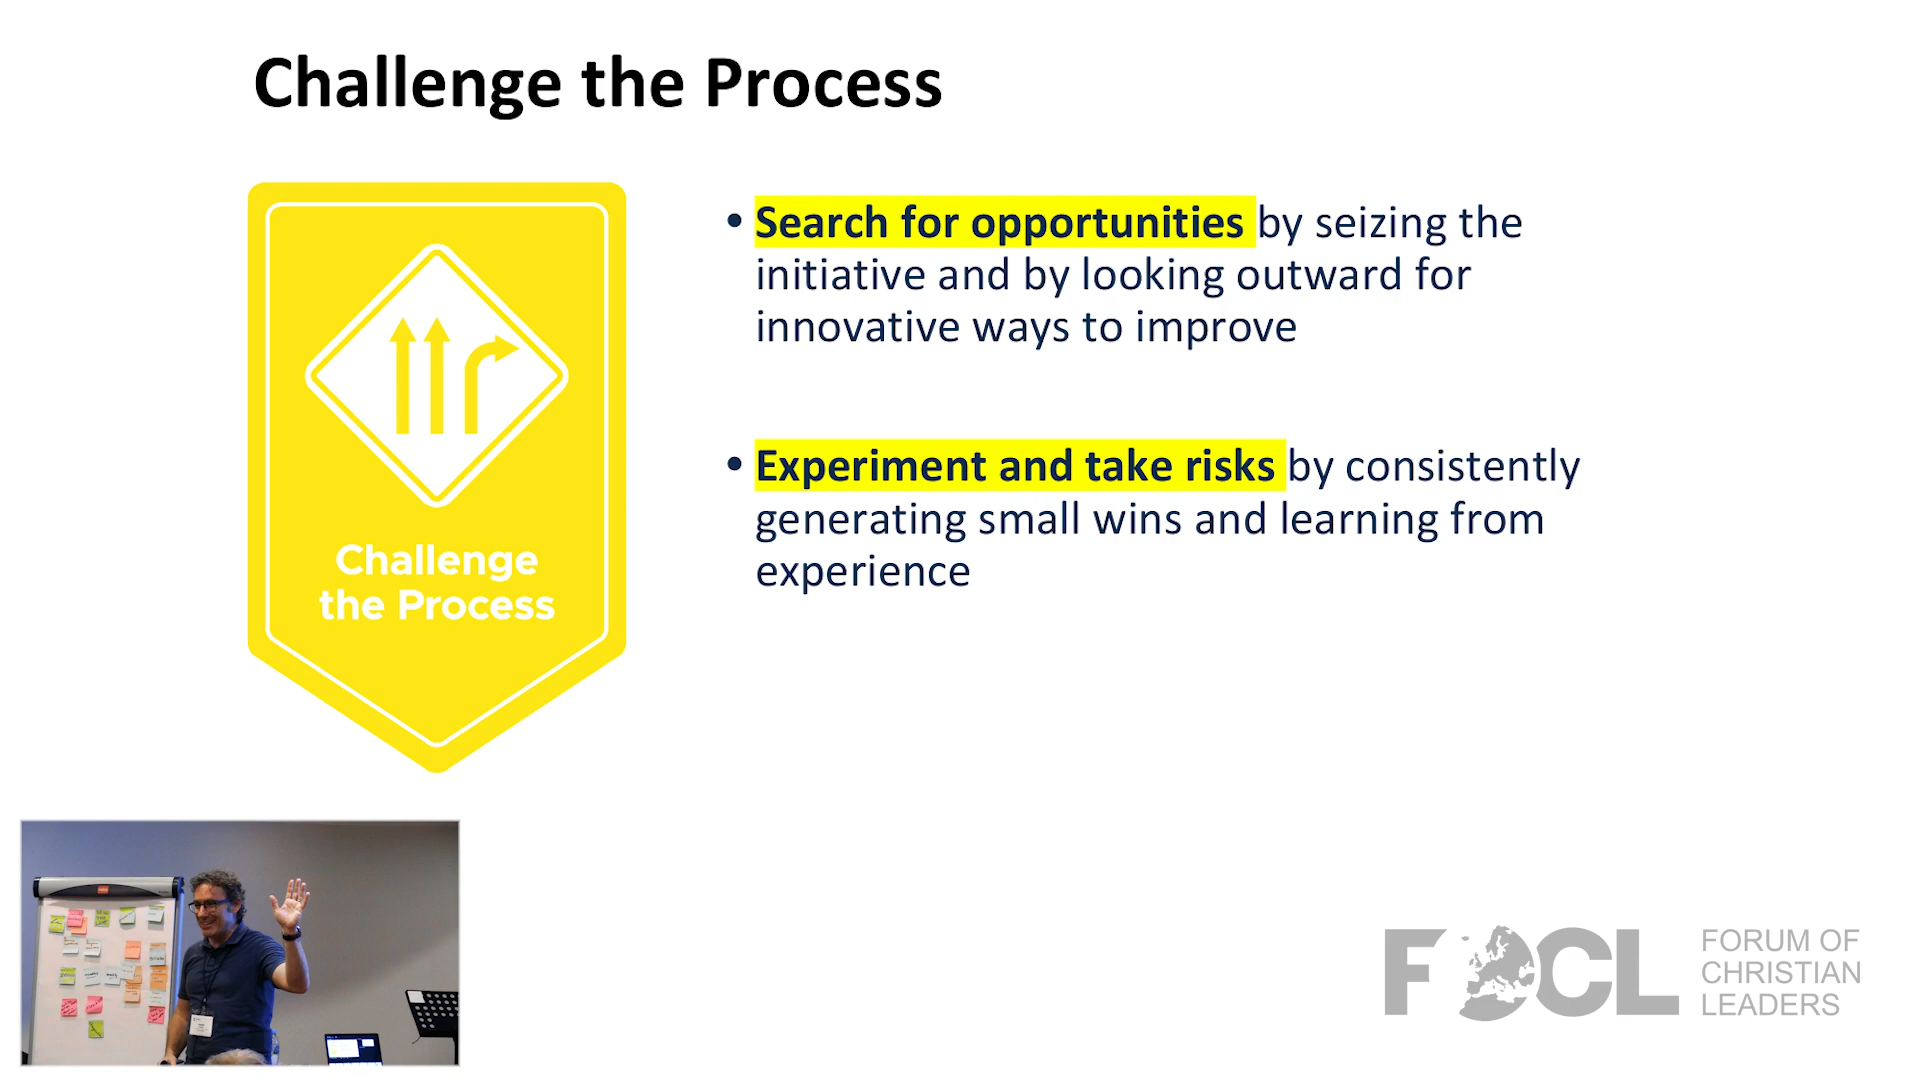 Challenge the Process
• Search for opportunities by seizing the
initiative and by looking outward for
innovative ways to improve
• Experiment and take risks by consistently
generating small wins and learning from
experience
Challenge
the Process
FOCL
FORUM OF
CHRISTIAN
LEADERS